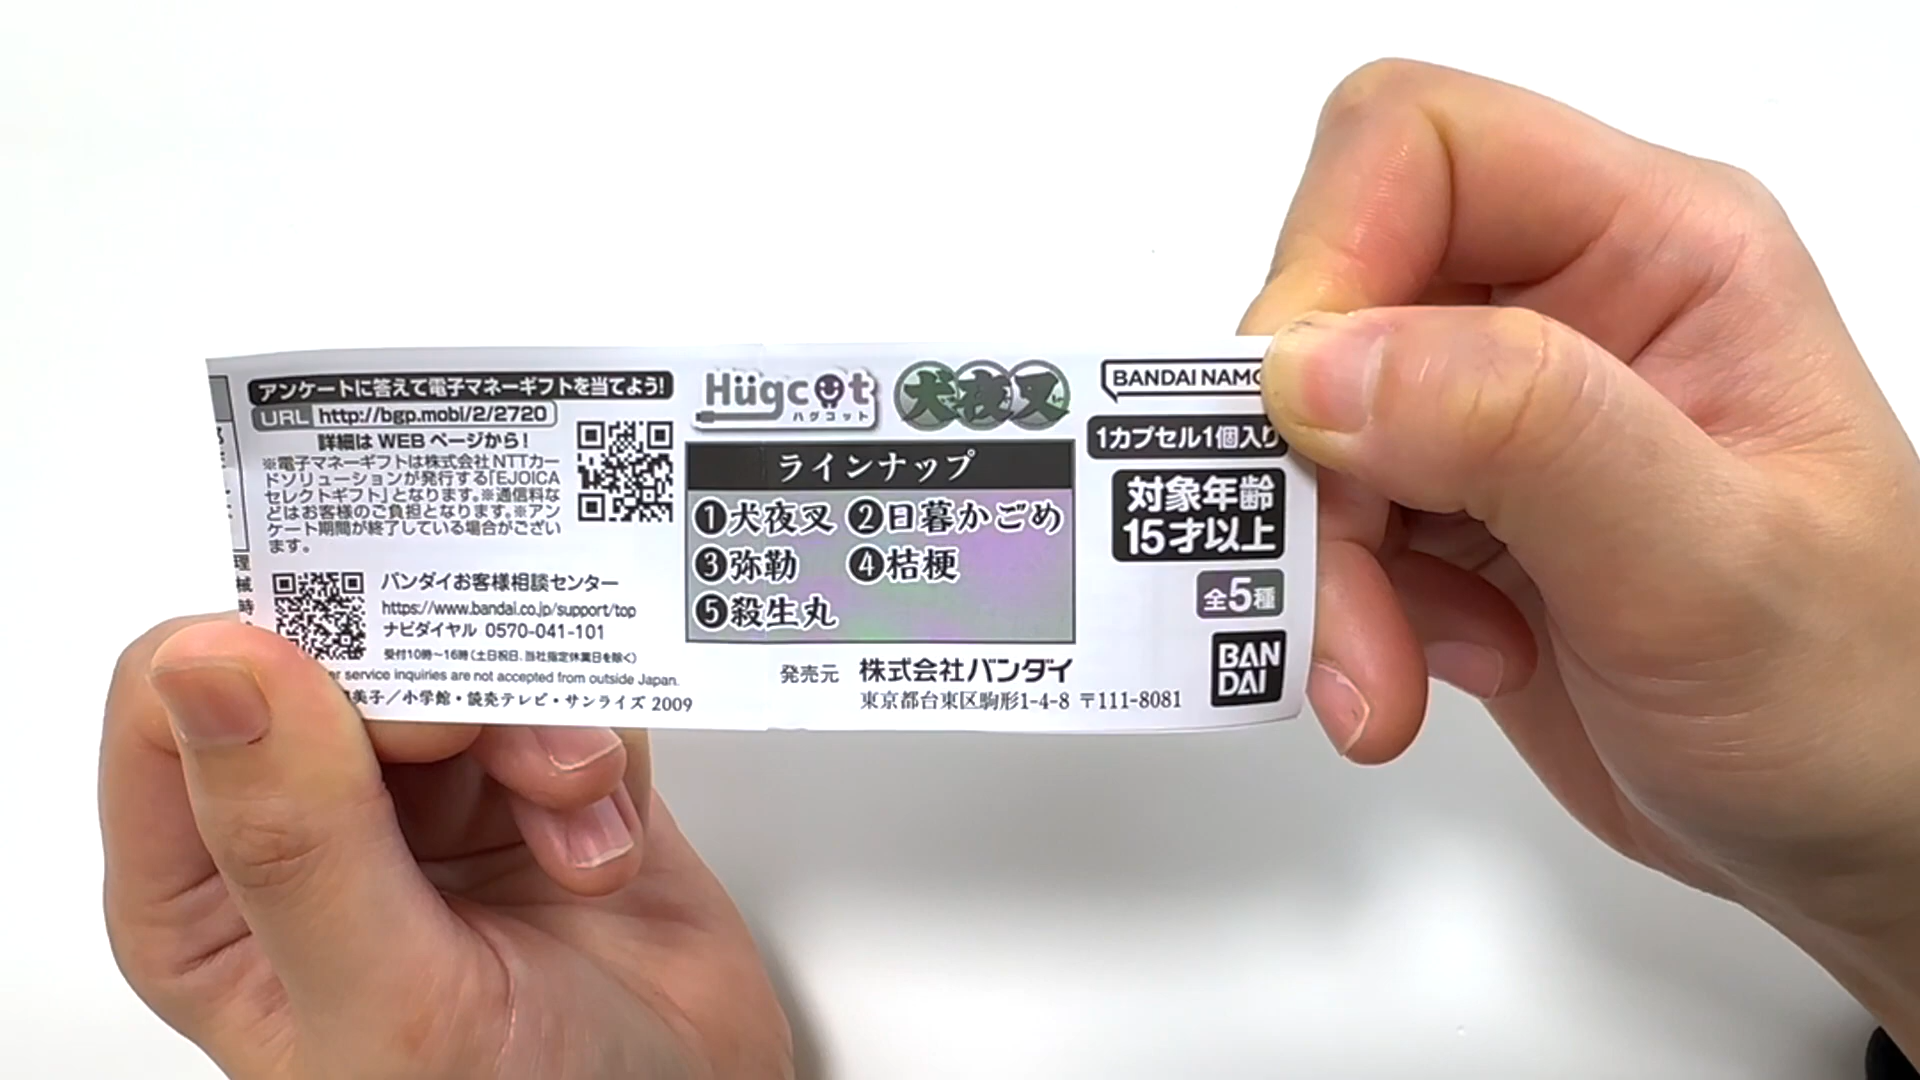 アンケートに答えて電子マネーギフトを当てよう!
URL http://bgp.mobi/2/2720
詳細は WEB ページから!
※電子マネーギフトは株式会社NTTカー
ドソリューションが発行する「EJOICA
セレクトギフト」となります。※通信料な
どはお客様のご負担となります。※アン
ケート期間が終了している場合がござい
ます。
バンダイお客様相談センター
https://www.bandai.co.jp/support/top
ナビダイヤル 0570-041-101
受付10時~16時(土日祝日、当社指定休業日を除く)
service inquiries are not accepted from outside Japan.
美子/小学館・読売テレビ・サンライズ 2009
理
械
時
Hügcot
ハグコット
犬夜叉
ラインナップ
❶犬夜叉 ❷日暮かごめ
❸弥勒 ❹桔梗
❺殺生丸
発売元 株式会社バンダイ
東京都台東区駒形1-4-8 〒111-8081
BANDAI NAMC
1カプセル1個入り
対象年齢
15才以上
全5種
BAN
DAI